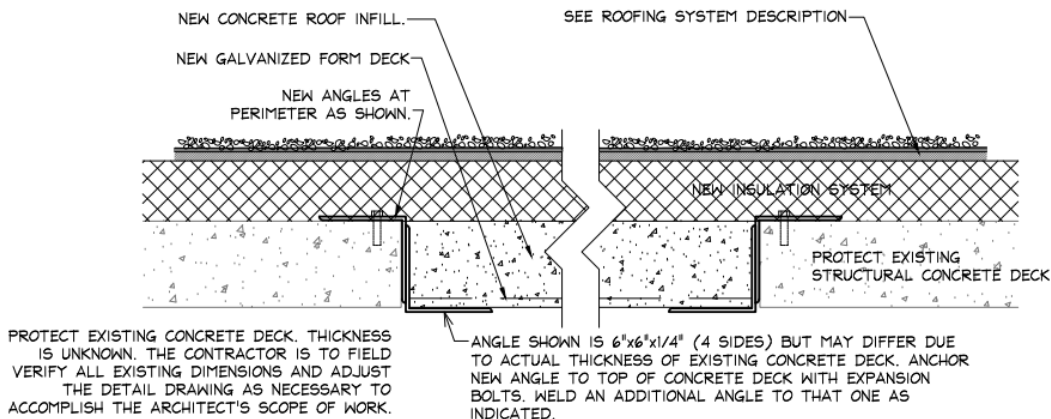 NEW CONCRETE ROOF INFILL.
SEE ROOFING SYSTEM DESCRIPTION
NEW GALVANIZED FORM DECK
NEW ANGLES AT
PERIMETER AS SHOWN.
NEW INSULATION SYSTEM
PROTECT EXISTING
STRUCTURAL CONCRETE DECK
PROTECT EXISTING CONCRETE DECK. THICKNESS
IS UNKNOWN. THE CONTRACTOR IS TO FIELD
VERIFY ALL EXISTING DIMENSIONS AND ADJUST
THE DETAIL DRAWING AS NECESSARY TO
ACCOMPLISH THE ARCHITECT'S SCOPE OF WORK.
ANGLE SHOWN IS 6"x6"x1/4" (4 SIDES) BUT MAY DIFFER DUE
TO ACTUAL THICKNESS OF EXISTING CONCRETE DECK. ANCHOR
NEW ANGLE TO TOP OF CONCRETE DECK WITH EXPANSION
BOLTS. WELD AN ADDITIONAL ANGLE TO THAT ONE AS
INDICATED.